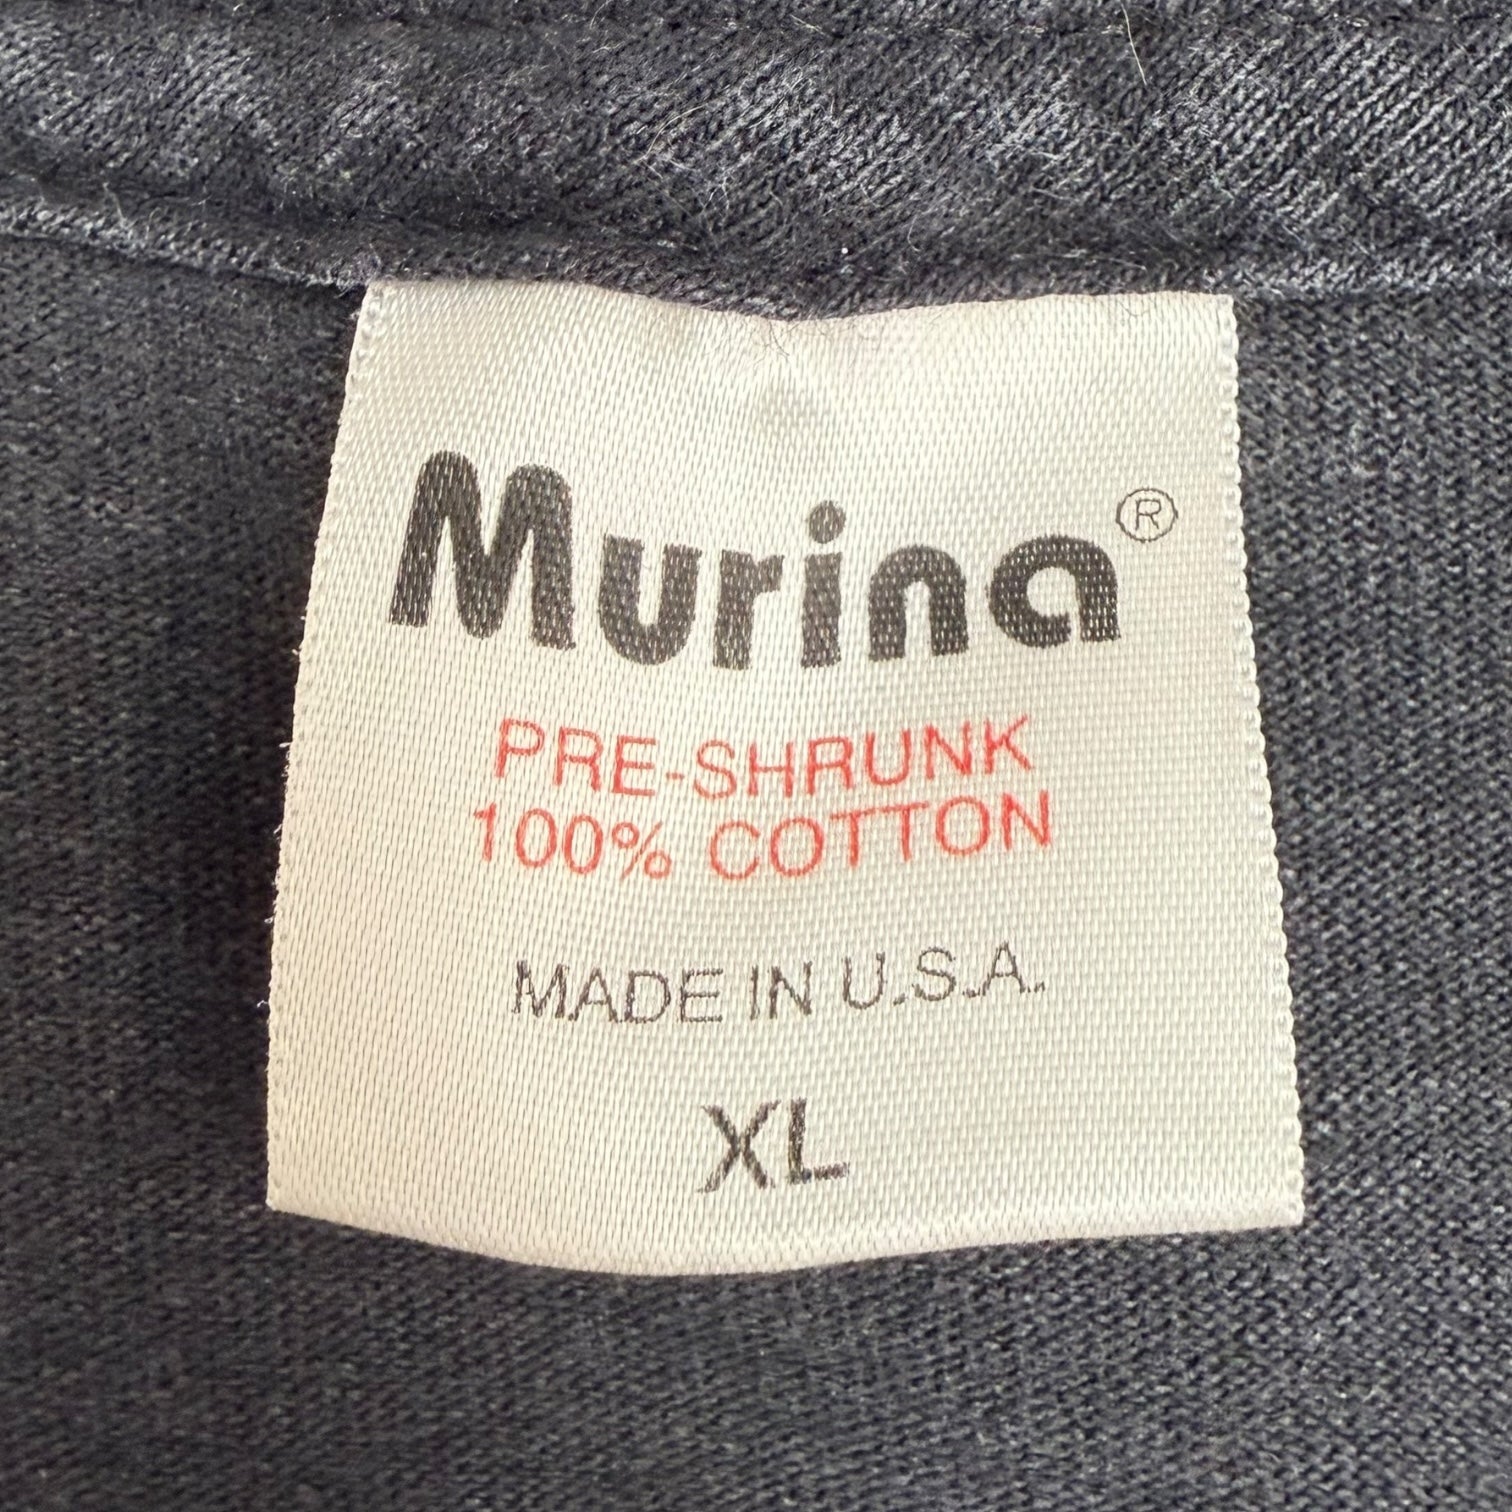 Murina®
PRE-SHRUNK
100% COTTON
MADE IN U.S.A.
XL